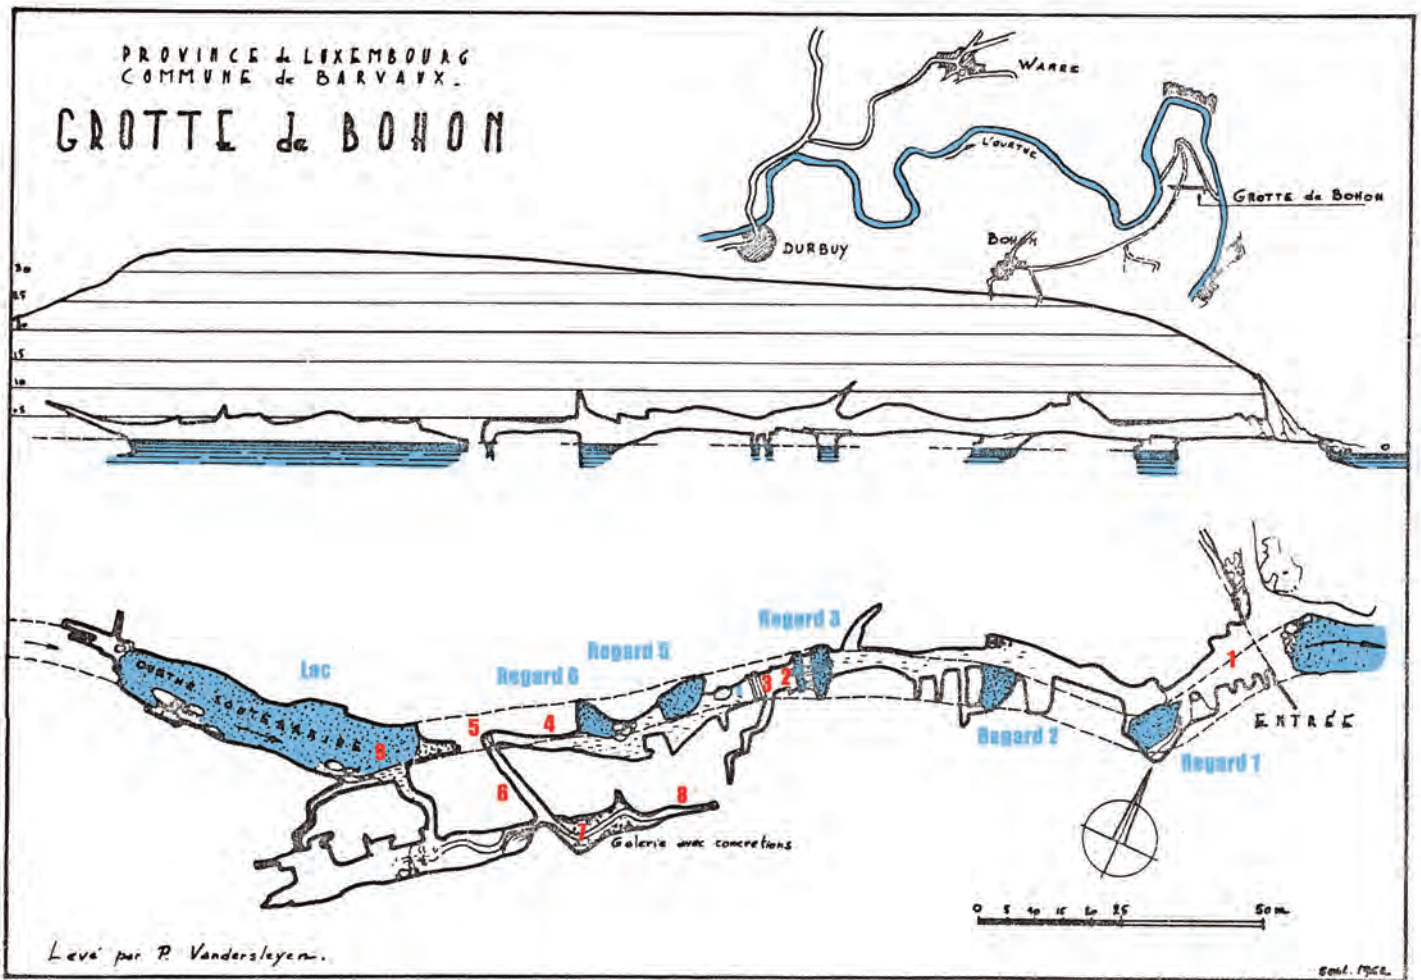 PROVINCE de LUXEMBOURG
COMMUNE de BARVAUX.
GROTTE de BOHON
WARRE
L'OURTHE
GROTTE de BOHON
BOHON
DURBUY
30
25
20
15
10
5
0
Regard 3
Regard 5
Regard 6
Lac
OURTHE SOUTERRAINE
1
2
3
4
5
6
7
8
9
1
ENTRÉE
Regard 2
Regard 1
Galerie avec concretions
0 5 10 15 20 25 50 m
Levé par P. Vandersleyen.